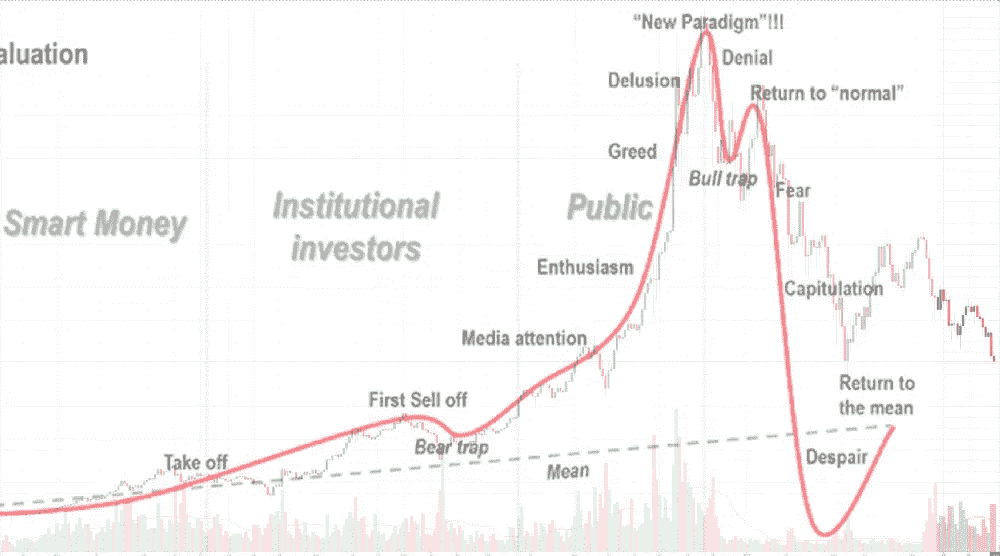 "New Paradigm"!!!
aluation
Denial
Delusion
Return to "normal"
Greed
Bull trap
Fear
Smart Money
Institutional
investors
Public
Enthusiasm
Capitulation
Media attention
Return to
the mean
First Sell off
Bear trap
Take off
Mean
Despair